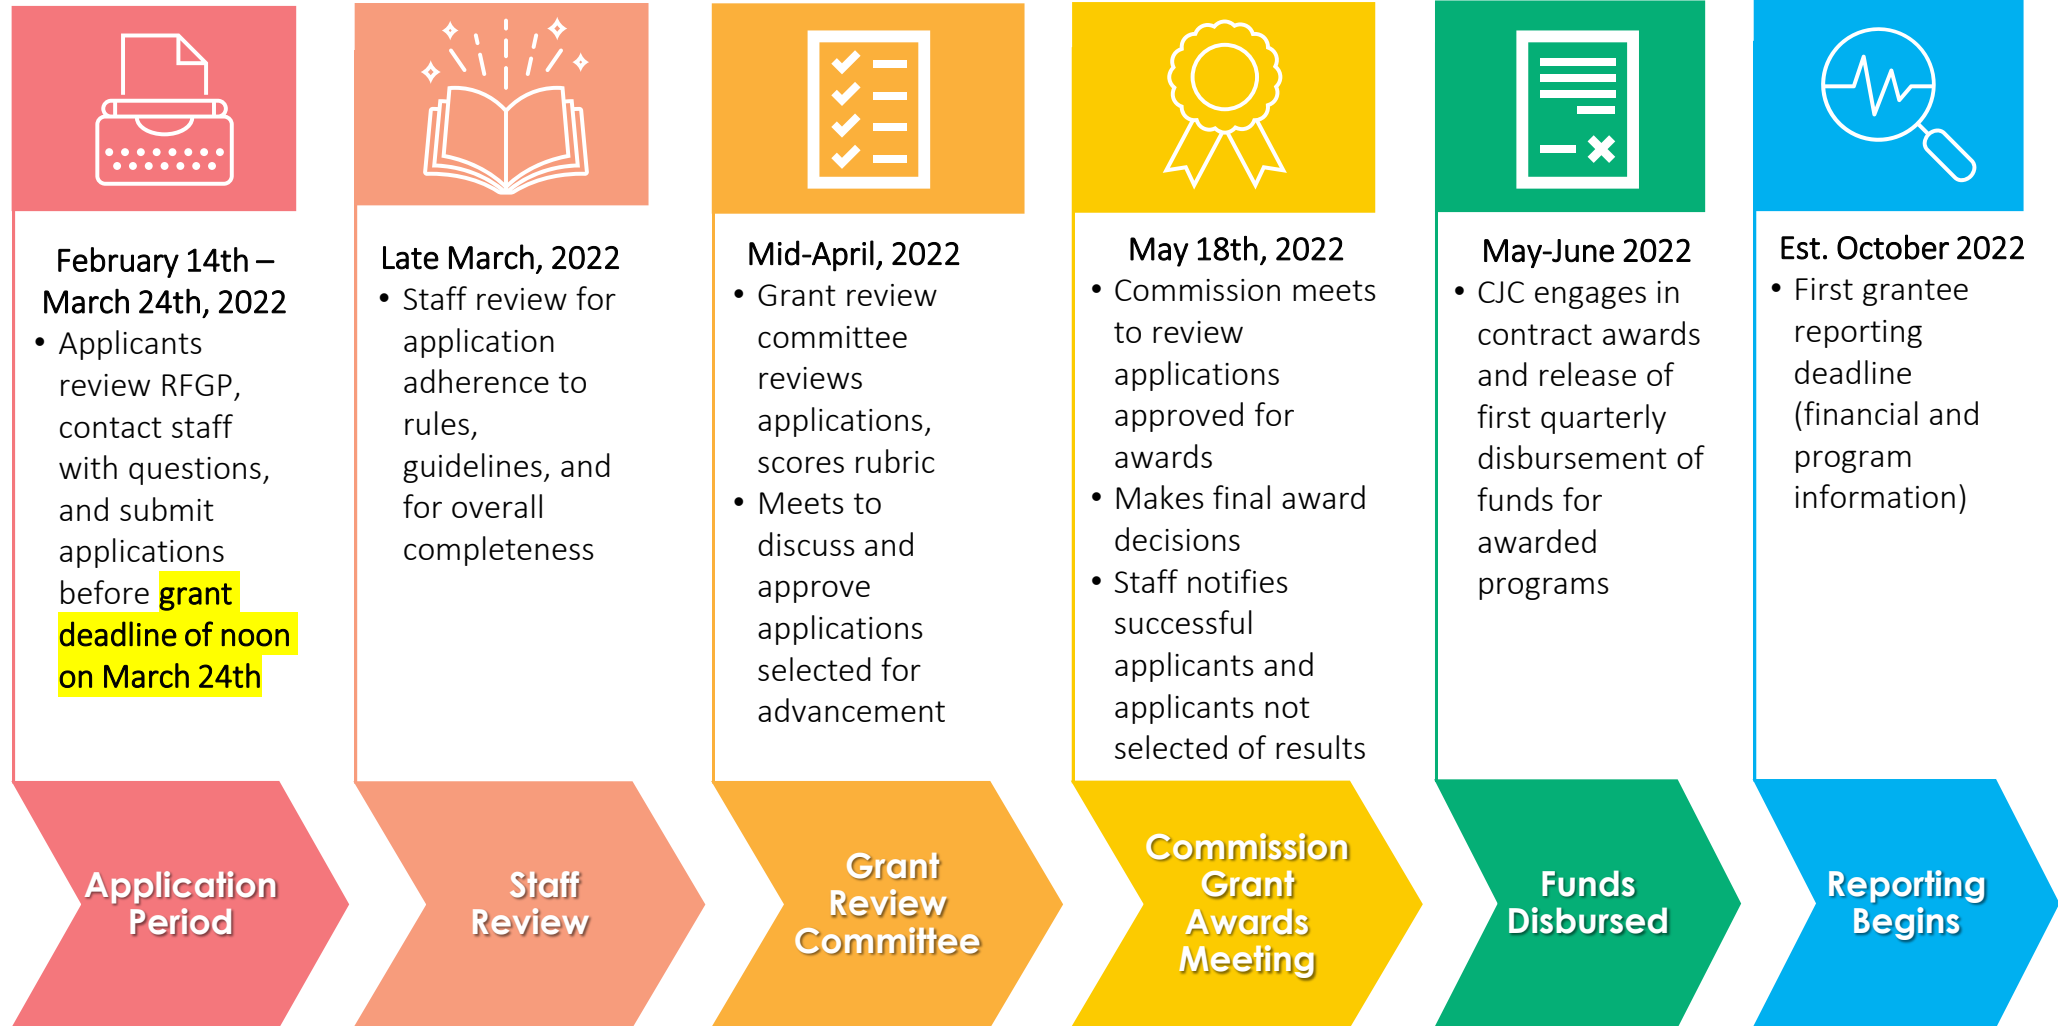 February 14th –
March 24th, 2022
• Applicants
review RFGP,
contact staff
with questions,
and submit
applications
before grant
deadline of noon
on March 24th
Application
Period
Late March, 2022
• Staff review for
application
adherence to
rules,
guidelines, and
for overall
completeness
Staff
Review
Mid-April, 2022
• Grant review
committee
reviews
applications,
scores rubric
• Meets to
discuss and
approve
applications
selected for
advancement
Grant
Review
Committee
May 18th, 2022
• Commission meets
to review
applications
approved for
awards
• Makes final award
decisions
• Staff notifies
successful
applicants and
applicants not
selected of results
Commission
Grant
Awards
Meeting
May-June 2022
• CJC engages in
contract awards
and release of
first quarterly
disbursement of
funds for
awarded
programs
Funds
Disbursed
Est. October 2022
• First grantee
reporting
deadline
(financial and
program
information)
Reporting
Begins